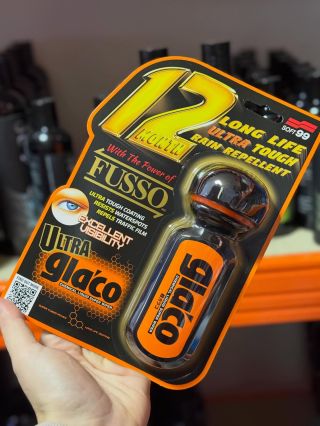 SOFT99
12
MONTH
LONG LIFE
ULTRA TOUGH
RAIN REPELLENT
With The Power of
FUSSO
ULTRA TOUGH COATING
RESISTS WATERSPOTS
REPELS TRAFFIC FILM
EXCELLENT
VISIBILITY
ULTRA
glaco
glaco